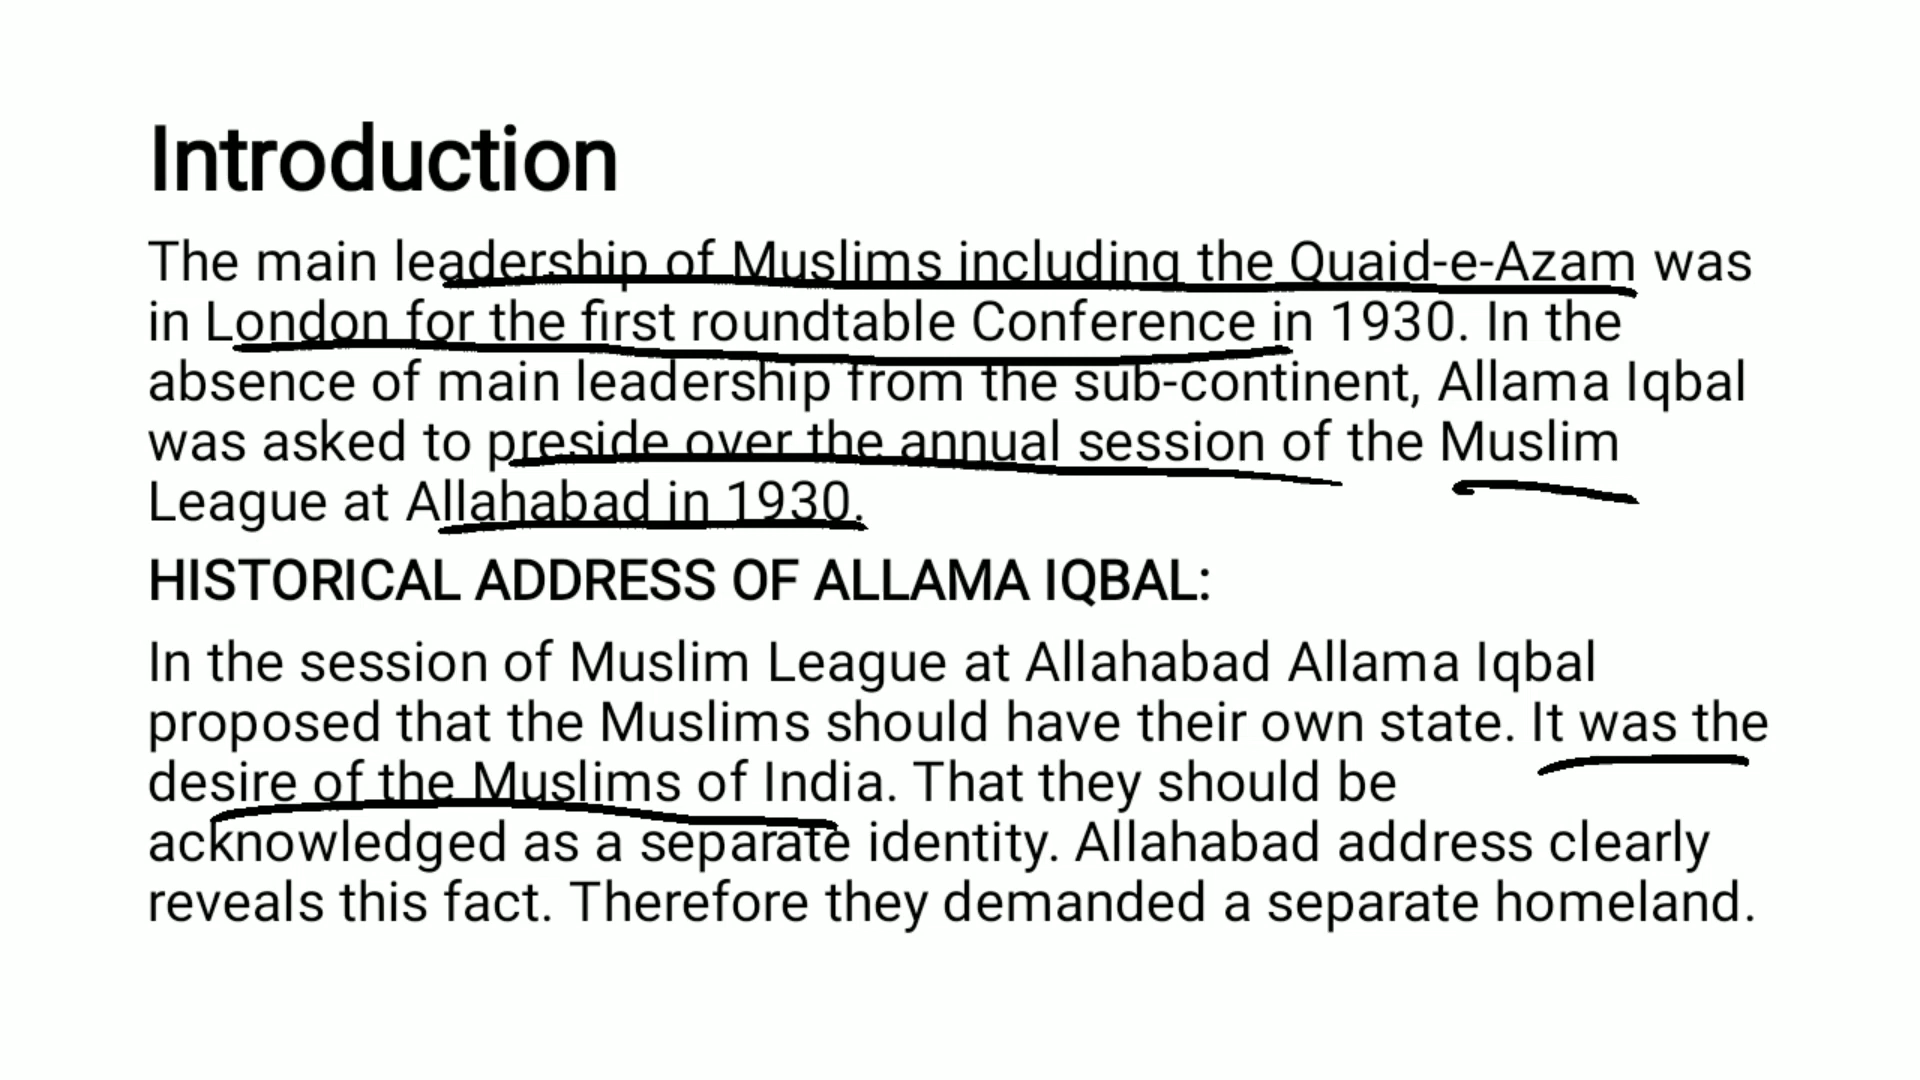 Introduction
The main leadership of Muslims including the Quaid-e-Azam was
in London for the first roundtable Conference in 1930. In the
absence of main leadership from the sub-continent, Allama Iqbal
was asked to preside over the annual session of the Muslim
League at Allahabad in 1930.
HISTORICAL ADDRESS OF ALLAMA IQBAL:
In the session of Muslim League at Allahabad Allama Iqbal
proposed that the Muslims should have their own state. It was the
desire of the Muslims of India. That they should be
acknowledged as a separate identity. Allahabad address clearly
reveals this fact. Therefore they demanded a separate homeland.